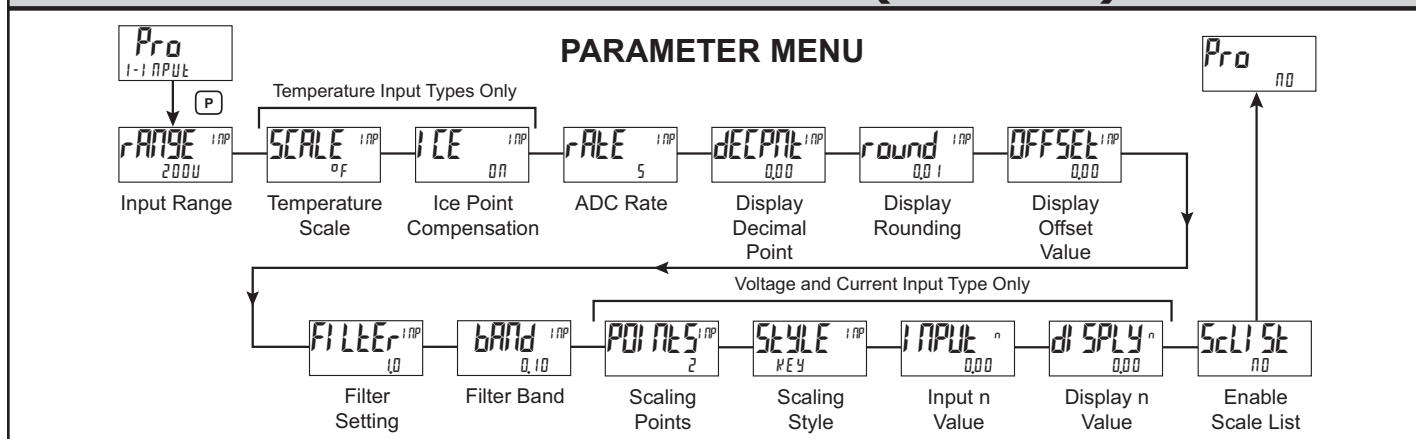 PARAMETER MENU
Pro
1-INPUt
P
Pro
NO
Temperature Input Types Only
rANGE INP
200U
SCALE INP
°F
ICE INP
ON
rAtE INP
5
dECPNt INP
0.00
round INP
0.01
OFFSEt INP
0.00
Input Range
Temperature
Scale
Ice Point
Compensation
ADC Rate
Display
Decimal
Point
Display
Rounding
Display
Offset
Value
Voltage and Current Input Type Only
FILtEr INP
1.0
bANd INP
0.10
POINtS INP
2
StYLE INP
KEY
INPUt n
0.00
dISPLY n
0.00
ScLISt
NO
Filter
Setting
Filter Band
Scaling
Points
Scaling
Style
Input n
Value
Display n
Value
Enable
Scale List